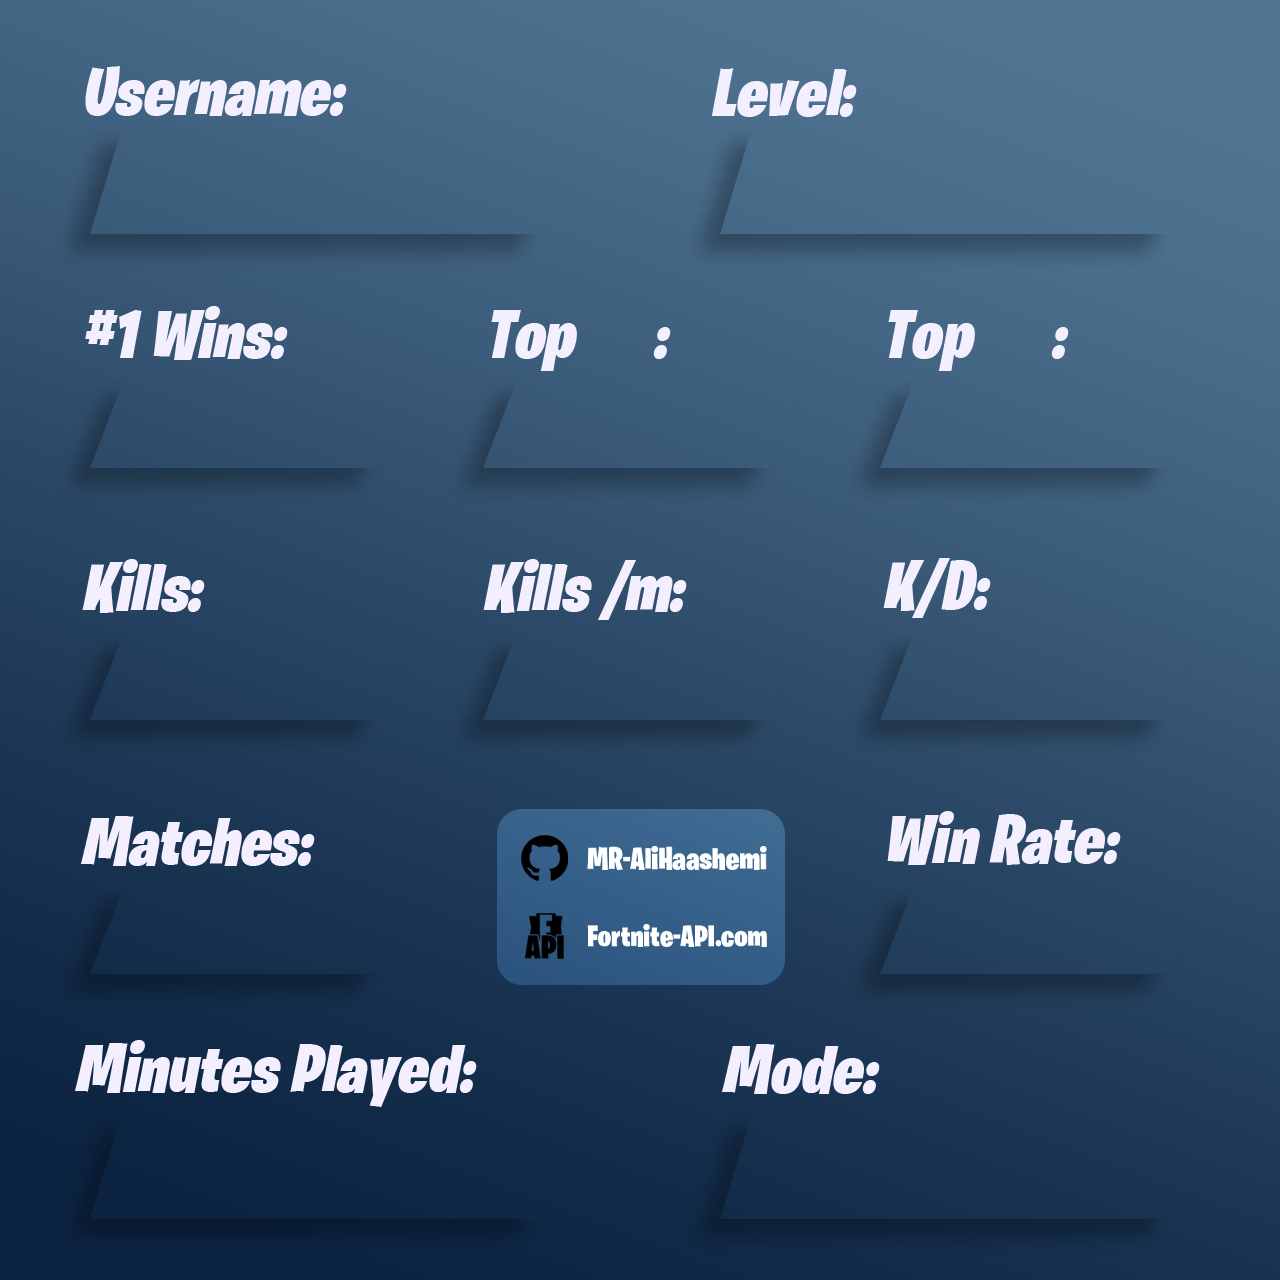 Username: Level:
#1 Wins: Top : Top :
Kills: Kills /m: K/D:
Matches: Win Rate:
MR-AliHaashemi
F API Fortnite-API.com
Minutes Played: Mode: